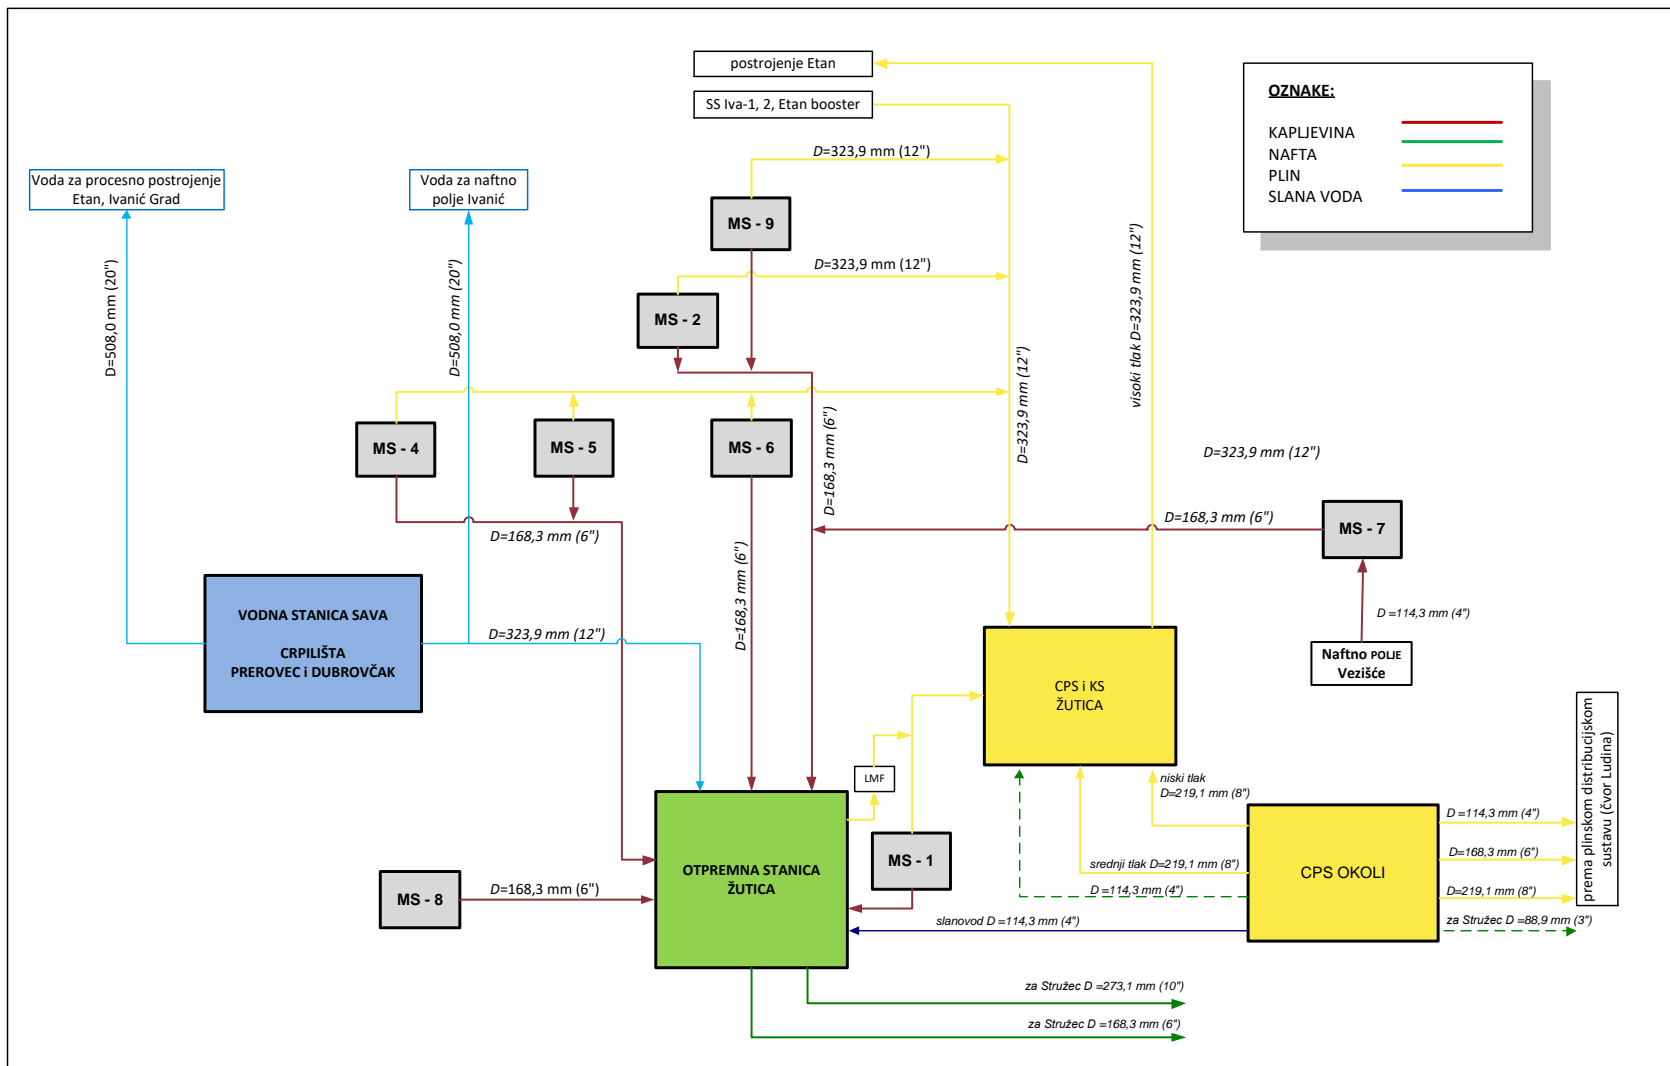 postrojenje Etan
SS Iva-1, 2, Etan booster
OZNAKE:
KAPLJEVINA
NAFTA
PLIN
SLANA VODA
D=323,9 mm (12")
Voda za procesno postrojenje
Etan, Ivanić Grad
Voda za naftno
polje Ivanić
MS - 9
D=323,9 mm (12")
MS - 2
D=508,0 mm (20")
D=508,0 mm (20")
visoki tlak D=323,9 mm (12")
D=323,9 mm (12")
MS - 4
MS - 5
MS - 6
D=168,3 mm (6")
D=323,9 mm (12")
D=168,3 mm (6")
D=168,3 mm (6")
MS - 7
D=168,3 mm (6")
VODNA STANICA SAVA
CRPILIŠTA
PREROVEC i DUBROVČAK
D=323,9 mm (12")
D =114,3 mm (4")
Naftno POLJE
Vezišće
CPS i KS
ŽUTICA
LMF
niski tlak
D=219,1 mm (8")
prema plinskom distribucijskom
sustavu (čvor Ludina)
D =114,3 mm (4")
MS - 1
srednji tlak D=219,1 mm (8")
D=168,3 mm (6")
OTPREMNA STANICA
ŽUTICA
CPS OKOLI
MS - 8
D=168,3 mm (6")
D =114,3 mm (4")
D=219,1 mm (8")
slanovod D =114,3 mm (4")
za Stružec D =88,9 mm (3")
za Stružec D =273,1 mm (10")
za Stružec D =168,3 mm (6")